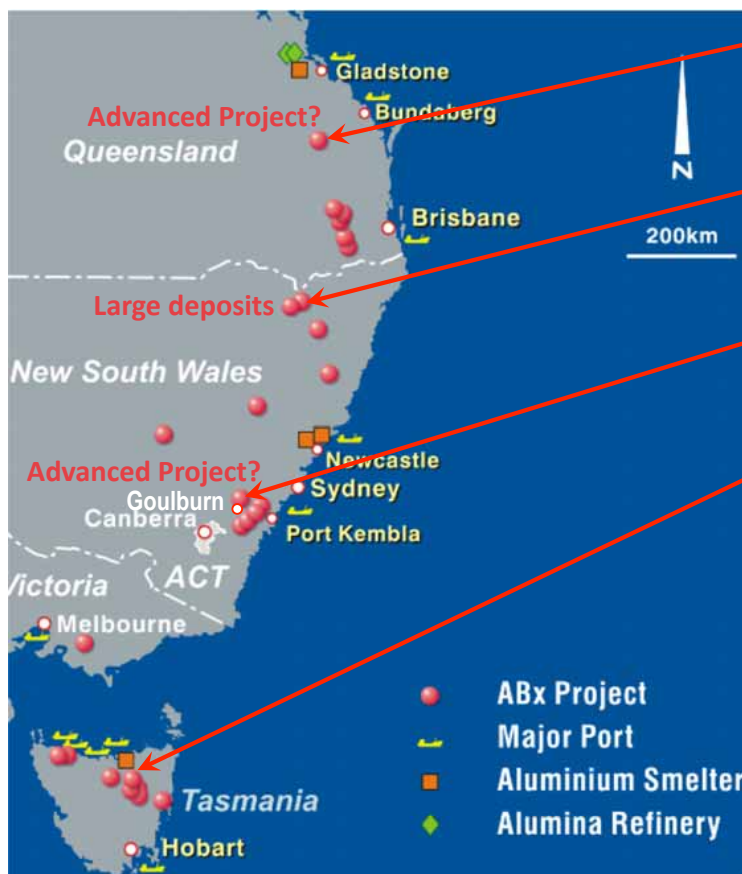 Gladstone
Advanced Project?
Bundaberg
Queensland
Brisbane
N
200km
Large deposits
New South Wales
Newcastle
Advanced Project?
Goulburn
Sydney
Canberra
Port Kembla
ACT
Victoria
Melbourne
ABx Project
Major Port
Aluminium Smelter
Tasmania
Alumina Refinery
Hobart